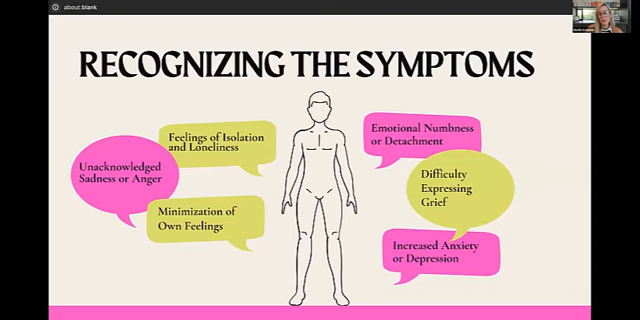 about:blank
RECOGNIZING THE SYMPTOMS
Feelings of Isolation
and Loneliness
Unacknowledged
Sadness or Anger
Minimization of
Own Feelings
Emotional Numbness
or Detachment
Difficulty
Expressing
Grief
Increased Anxiety
or Depression